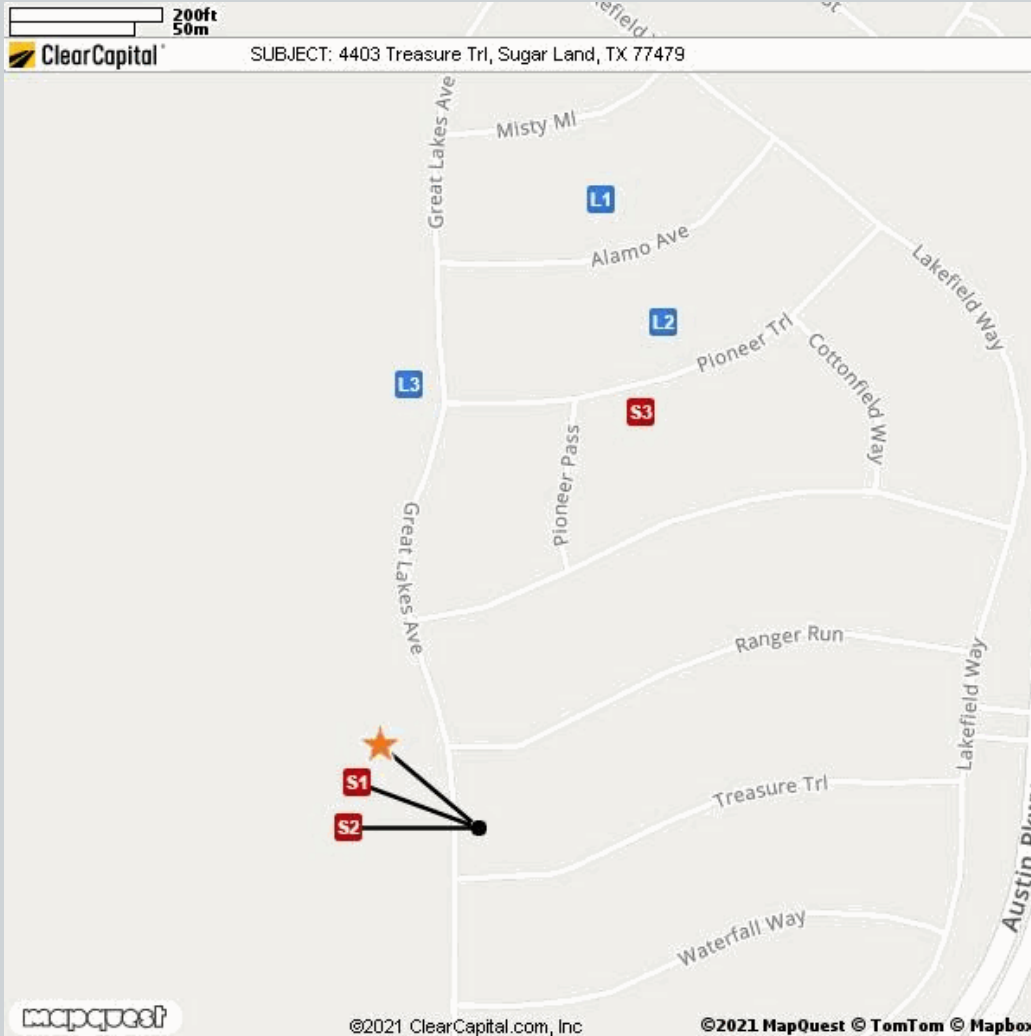 200ft
50m
ClearCapital
SUBJECT: 4403 Treasure Trl, Sugar Land, TX 77479
Great Lakes Ave
Misty Ml
L1
Alamo Ave
Lakefield Way
L2
Pioneer Trl
L3
Cottonfield Way
S3
Pioneer Pass
Great Lakes Ave
Ranger Run
Lakefield Way
S1
Treasure Trl
S2
Waterfall Way
Austin
mapquest
©2021 ClearCapital.com, Inc
©2021 MapQuest © TomTom © Mapbox